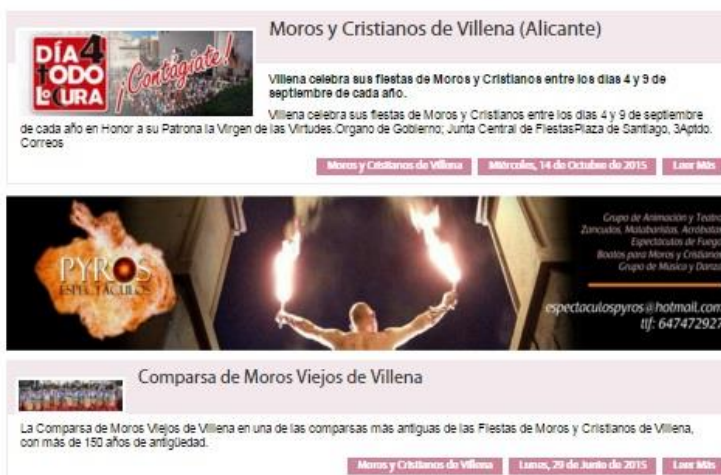 Moros y Cristianos de Villena (Alicante)
DÍA 4
tODO
LoCURA
¡Contágiate!
Villena celebra sus fiestas de Moros y Cristianos entre los días 4 y 9 de
septiembre de cada año.
Villena celebra sus fiestas de Moros y Cristianos entre los días 4 y 9 de septiembre
de cada año en Honor a su Patrona la Virgen de las Virtudes.Organo de Gobierno; Junta Central de FiestasPlaza de Santiago, 3Aptdo.
Correos
Moros y Cristianos de Villena
Miércoles, 14 de Octubre de 2015
Leer Más
PYROS
ESPECTÁCULOS
Grupo de Animación y Teatro
Zancudos, Malabaristas, Acróbatas
Espectáculos de Fuego
Boatos para Moros y Cristianos
Grupo de Música y Danza
espectaculospyros@hotmail.com
tlf: 647472927
Comparsa de Moros Viejos de Villena
La Comparsa de Moros Viejos de Villena en una de las comparsas más antiguas de las Fiestas de Moros y Cristianos de Villena,
con más de 150 años de antigüedad.
Moros y Cristianos de Villena
Lunes, 29 de Junio de 2015
Leer Más